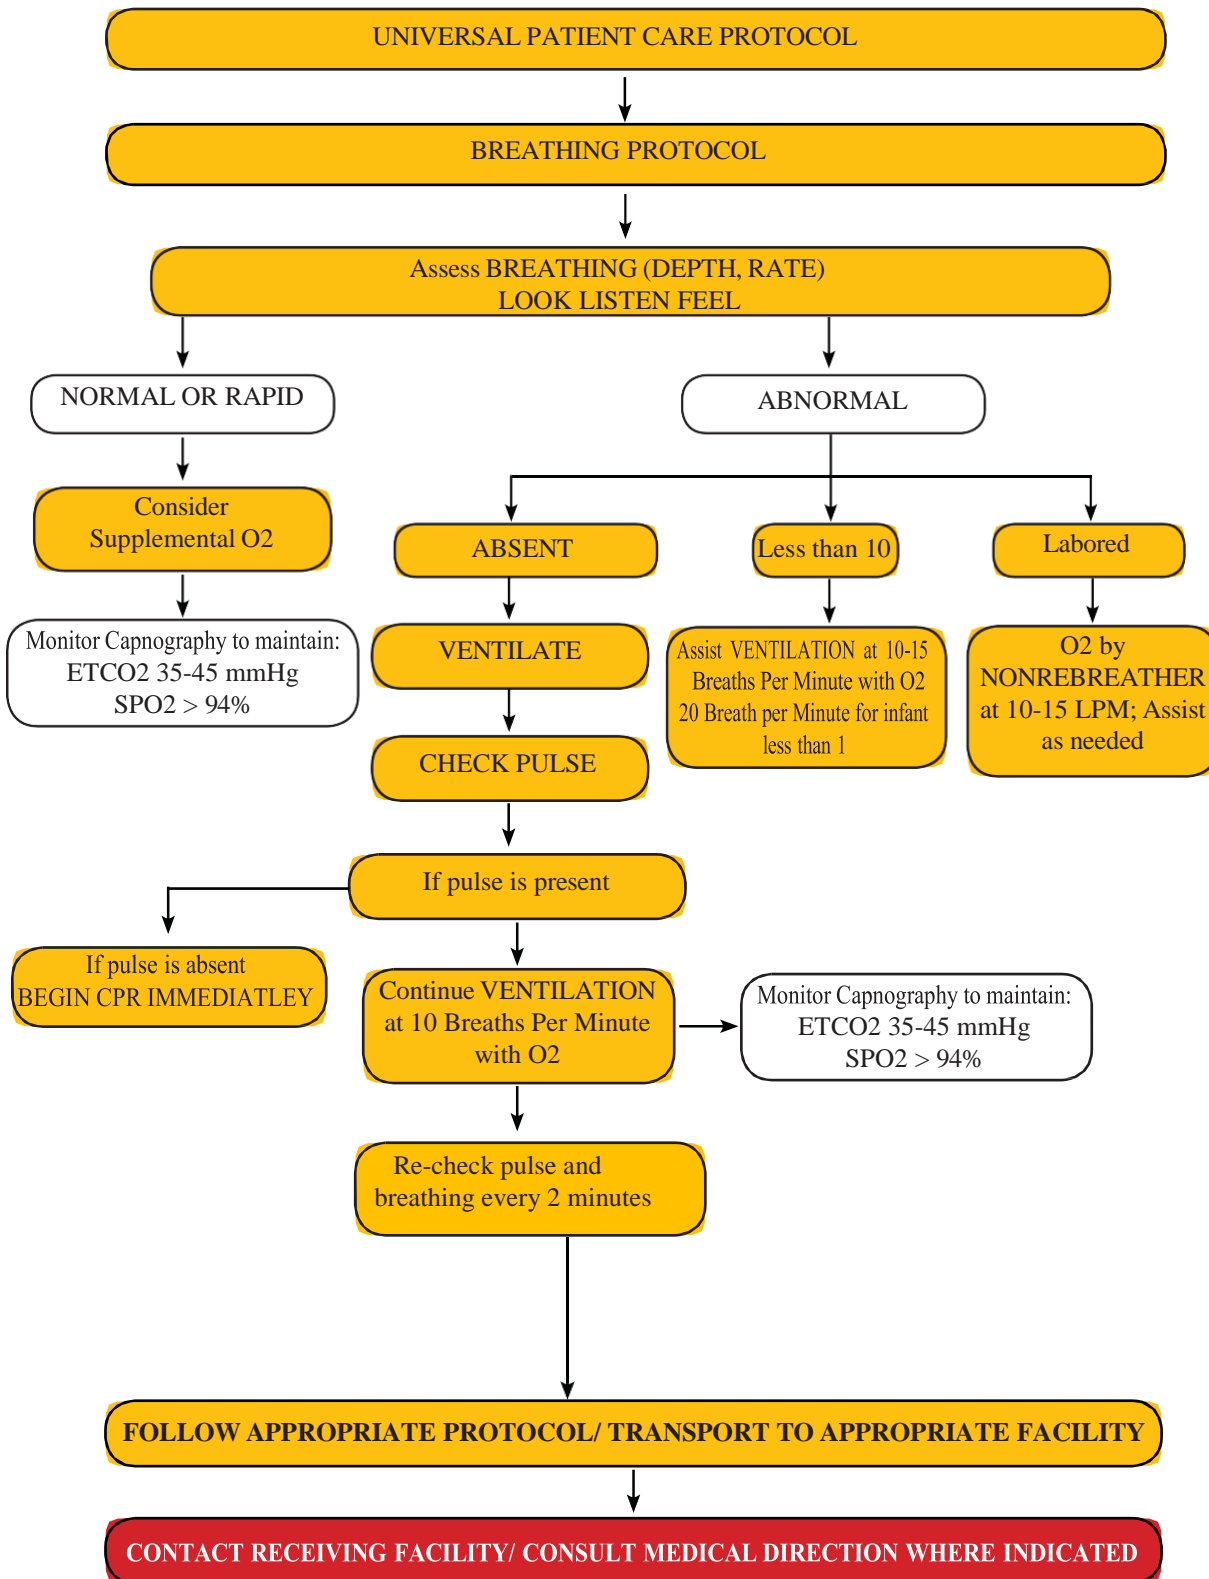 UNIVERSAL PATIENT CARE PROTOCOL
BREATHING PROTOCOL
Assess BREATHING (DEPTH, RATE)
LOOK LISTEN FEEL
NORMAL OR RAPID
ABNORMAL
Consider
Supplemental O2
ABSENT
Less than 10
Labored
Monitor Capnography to maintain:
ETCO2 35-45 mmHg
SPO2 > 94%
VENTILATE
Assist VENTILATION at 10-15
Breaths Per Minute with O2
20 Breath per Minute for infant
less than 1
O2 by
NONREBREATHER
at 10-15 LPM; Assist
as needed
CHECK PULSE
If pulse is present
If pulse is absent
BEGIN CPR IMMEDIATLEY
Continue VENTILATION
at 10 Breaths Per Minute
with O2
Monitor Capnography to maintain:
ETCO2 35-45 mmHg
SPO2 > 94%
Re-check pulse and
breathing every 2 minutes
FOLLOW APPROPRIATE PROTOCOL/ TRANSPORT TO APPROPRIATE FACILITY
CONTACT RECEIVING FACILITY/ CONSULT MEDICAL DIRECTION WHERE INDICATED